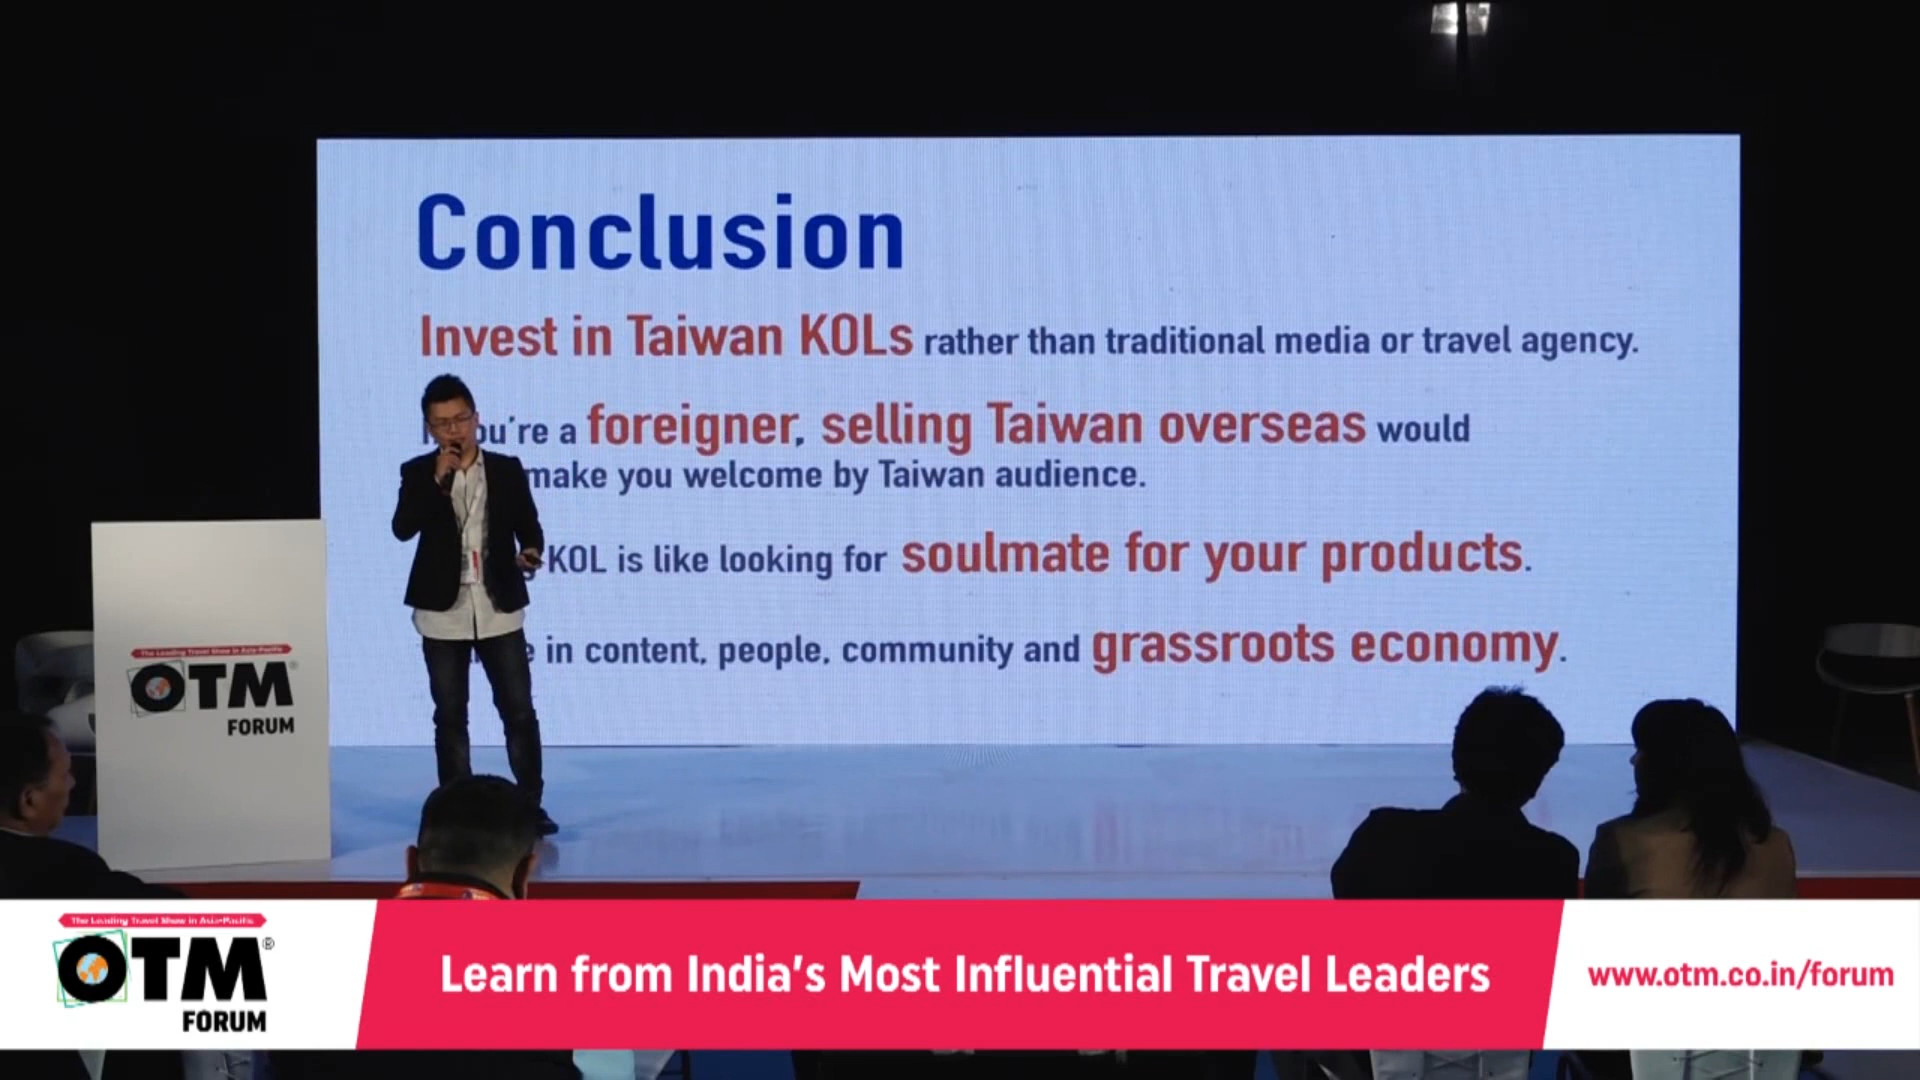 Conclusion
Invest in Taiwan KOLs rather than traditional media or travel agency.
you're a foreigner, selling Taiwan overseas would
make you welcome by Taiwan audience.
KOL is like looking for soulmate for your products.
in content, people, community and grassroots economy.
The Leading Travel Show in Asia-Pacific
OTM®
FORUM
The Leading Travel Show in Asia-Pacific
OTM®
FORUM
Learn from India's Most Influential Travel Leaders
www.otm.co.in/forum